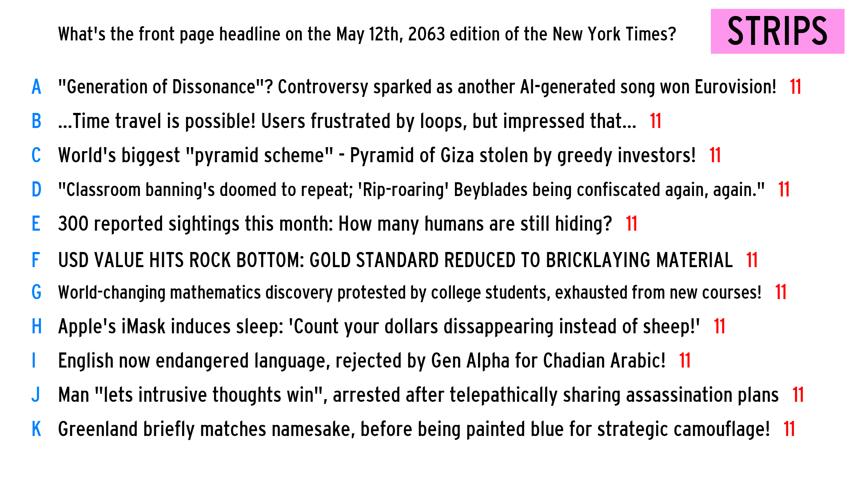 What's the front page headline on the May 12th, 2063 edition of the New York Times?
STRIPS
A "Generation of Dissonance"? Controversy sparked as another AI-generated song won Eurovision! 11
B ...Time travel is possible! Users frustrated by loops, but impressed that... 11
C World's biggest "pyramid scheme" - Pyramid of Giza stolen by greedy investors! 11
D "Classroom banning's doomed to repeat; 'Rip-roaring' Beyblades being confiscated again, again." 11
E 300 reported sightings this month: How many humans are still hiding? 11
F USD VALUE HITS ROCK BOTTOM: GOLD STANDARD REDUCED TO BRICKLAYING MATERIAL 11
G World-changing mathematics discovery protested by college students, exhausted from new courses! 11
H Apple's iMask induces sleep: 'Count your dollars dissappearing instead of sheep!' 11
I English now endangered language, rejected by Gen Alpha for Chadian Arabic! 11
J Man "lets intrusive thoughts win", arrested after telepathically sharing assassination plans 11
K Greenland briefly matches namesake, before being painted blue for strategic camouflage! 11